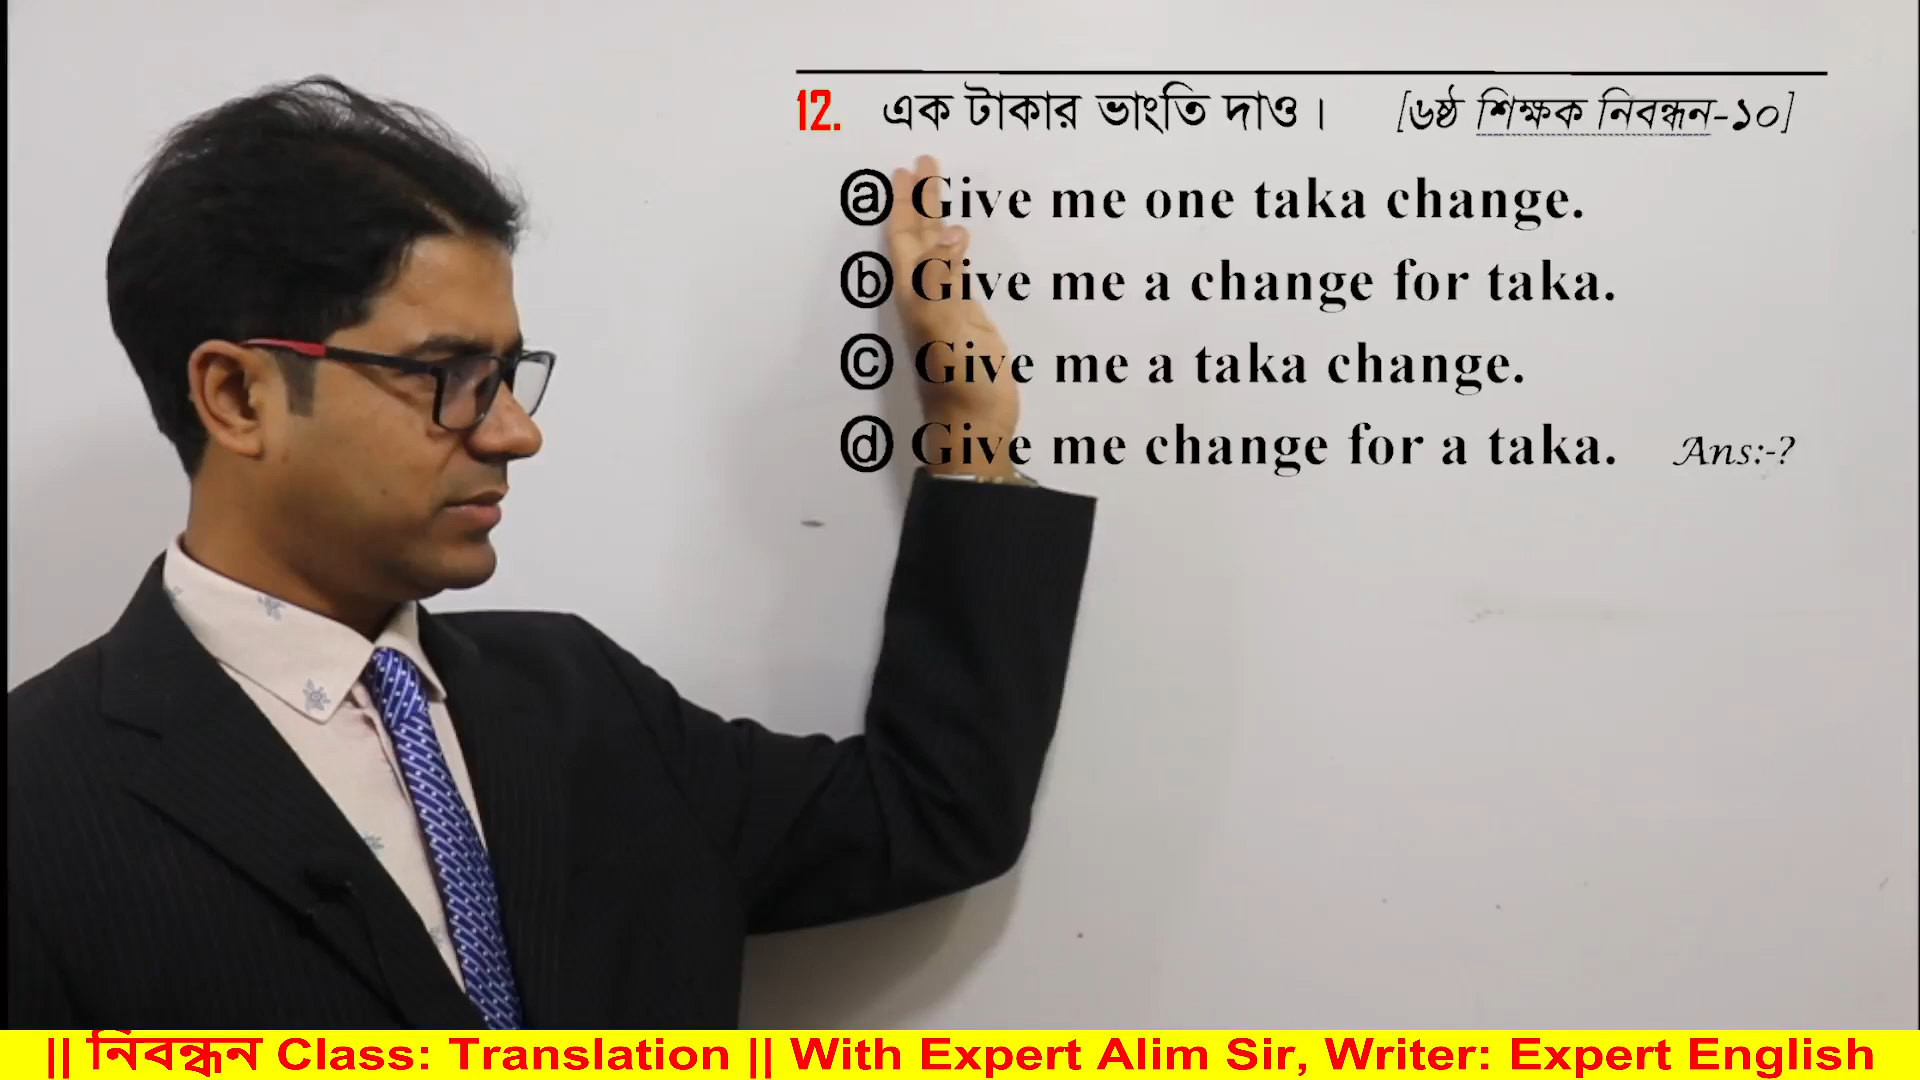 12. এক টাকার ভাংতি দাও। [৬ষ্ঠ শিক্ষক নিবন্ধন-১০]
ⓐ Give me one taka change.
ⓑ Give me a change for taka.
ⓒ Give me a taka change.
ⓓ Give me change for a taka. Ans:-?
|| নিবন্ধন Class: Translation || With Expert Alim Sir, Writer: Expert English